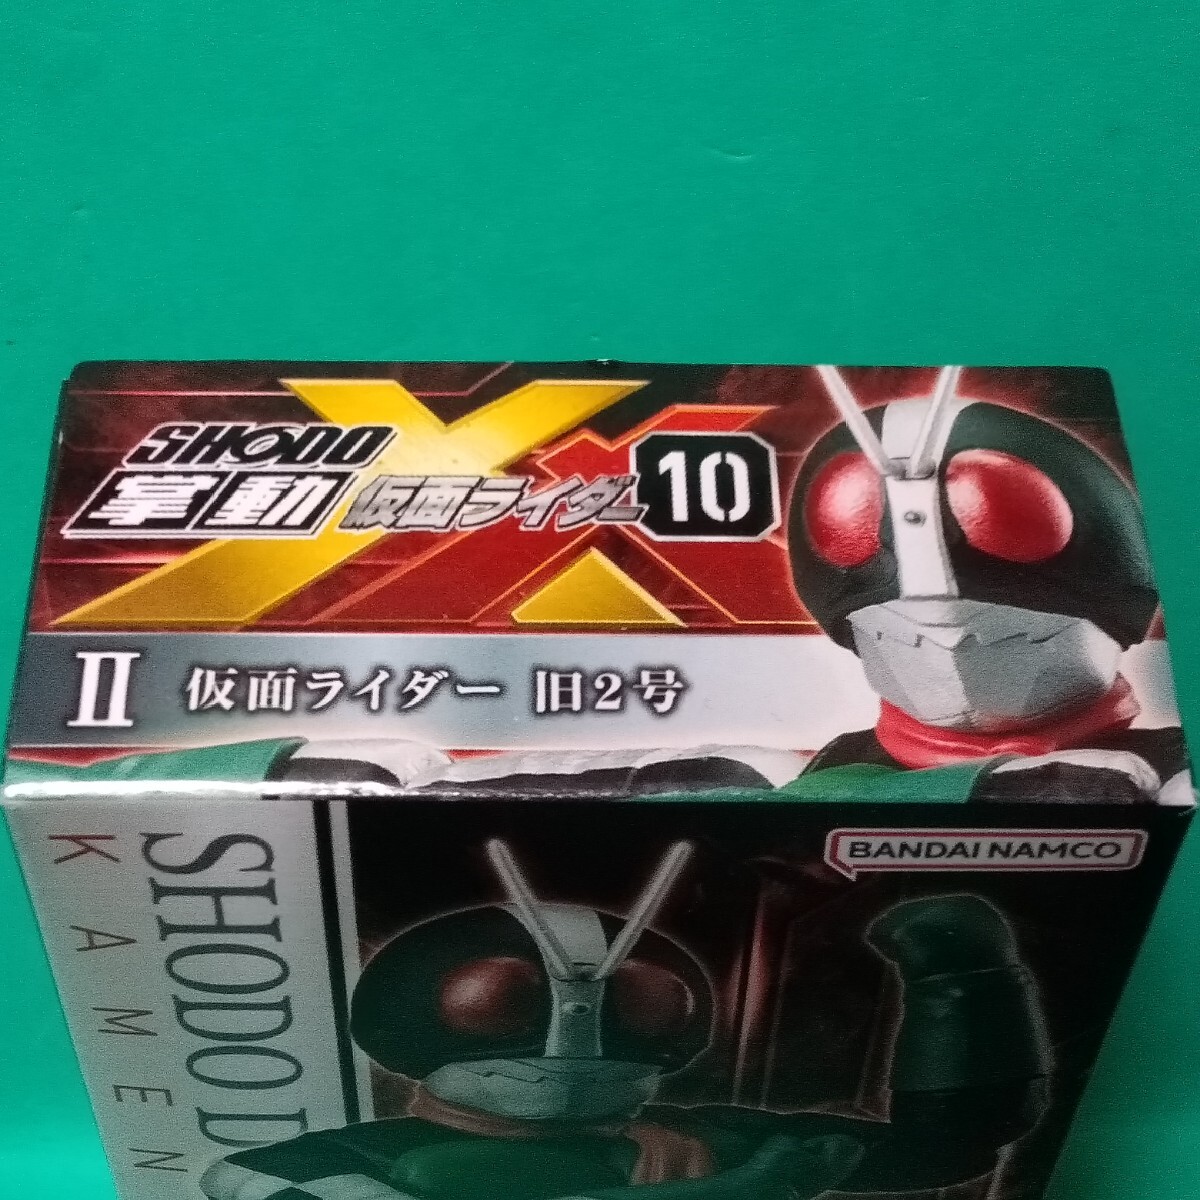 SHODO
掌動 仮面ライダー 10
II 仮面ライダー 旧2号
BANDAI NAMCO
SHODO
KAMEN